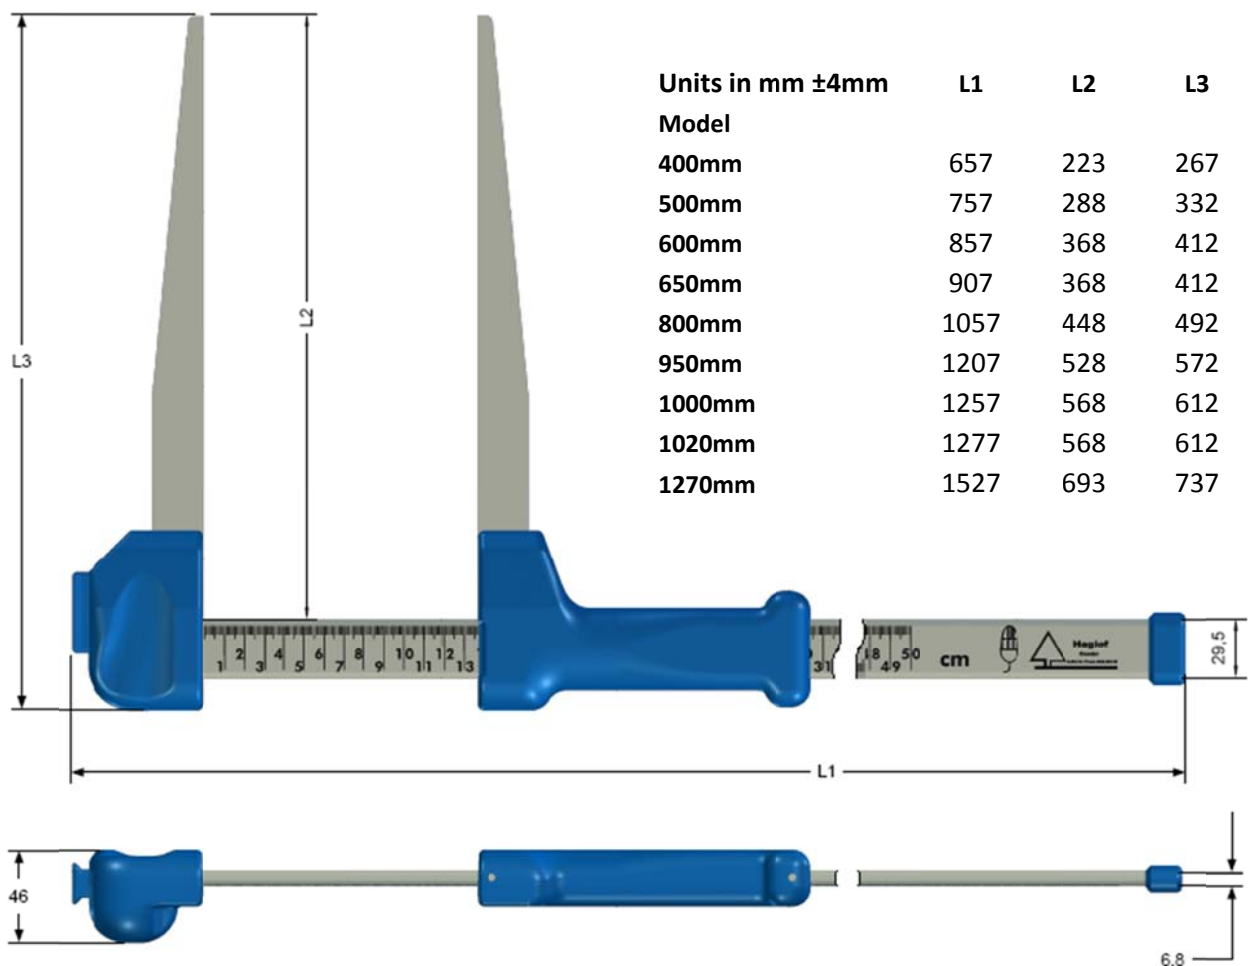 Units in mm ±4mm L1 L2 L3
Model
400mm 657 223 267
500mm 757 288 332
600mm 857 368 412
650mm 907 368 412
800mm 1057 448 492
950mm 1207 528 572
1000mm 1257 568 612
1020mm 1277 568 612
1270mm 1527 693 737
L2
L3
1 2 3 4 5 6 7 8 9 10 11 12 13
31
49 50
cm
Haglof
29,5
L1
46
6,8